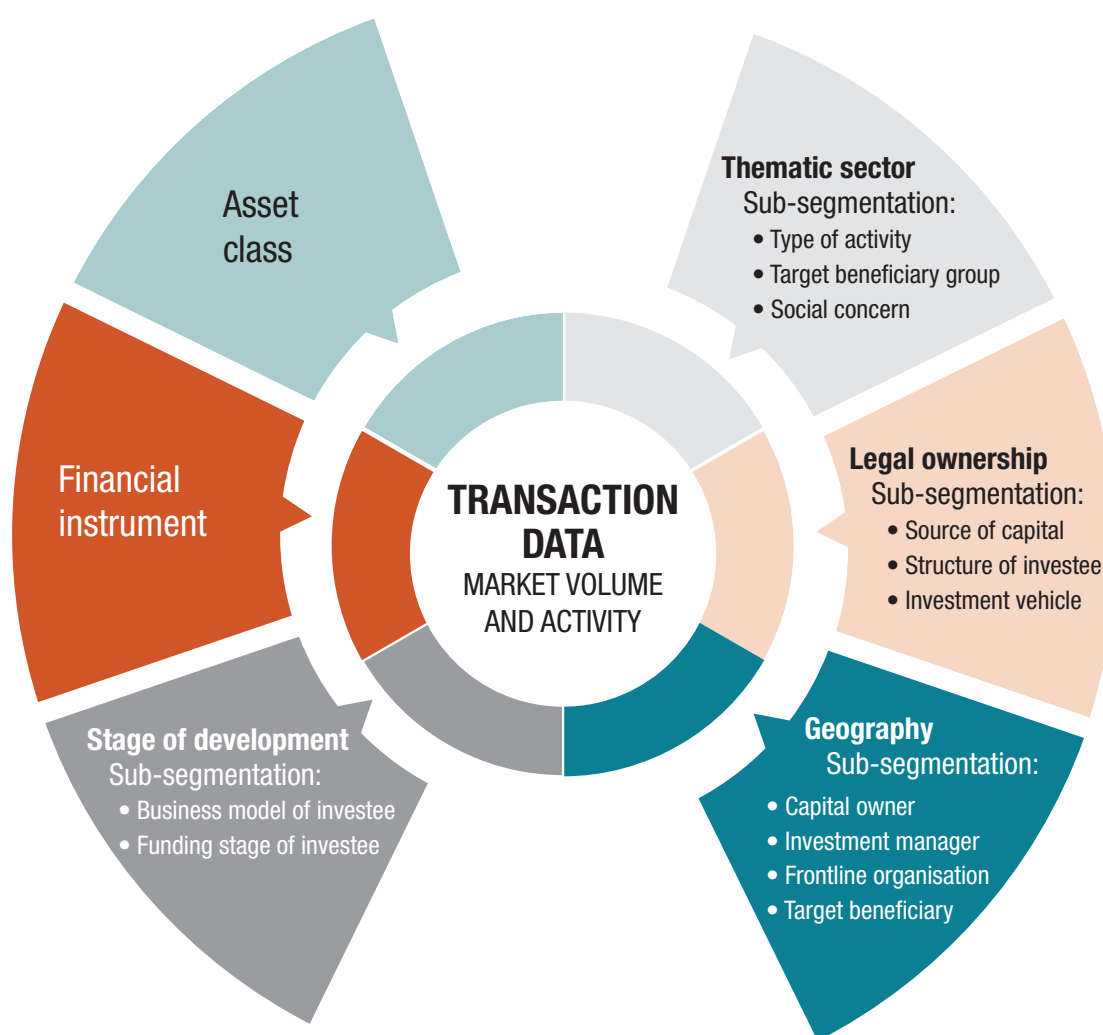 Asset
class
Financial
instrument
Stage of development
Sub-segmentation:
• Business model of investee
• Funding stage of investee
TRANSACTION
DATA
MARKET VOLUME
AND ACTIVITY
Thematic sector
Sub-segmentation:
• Type of activity
• Target beneficiary group
• Social concern
Legal ownership
Sub-segmentation:
• Source of capital
• Structure of investee
• Investment vehicle
Geography
Sub-segmentation:
• Capital owner
• Investment manager
• Frontline organisation
• Target beneficiary